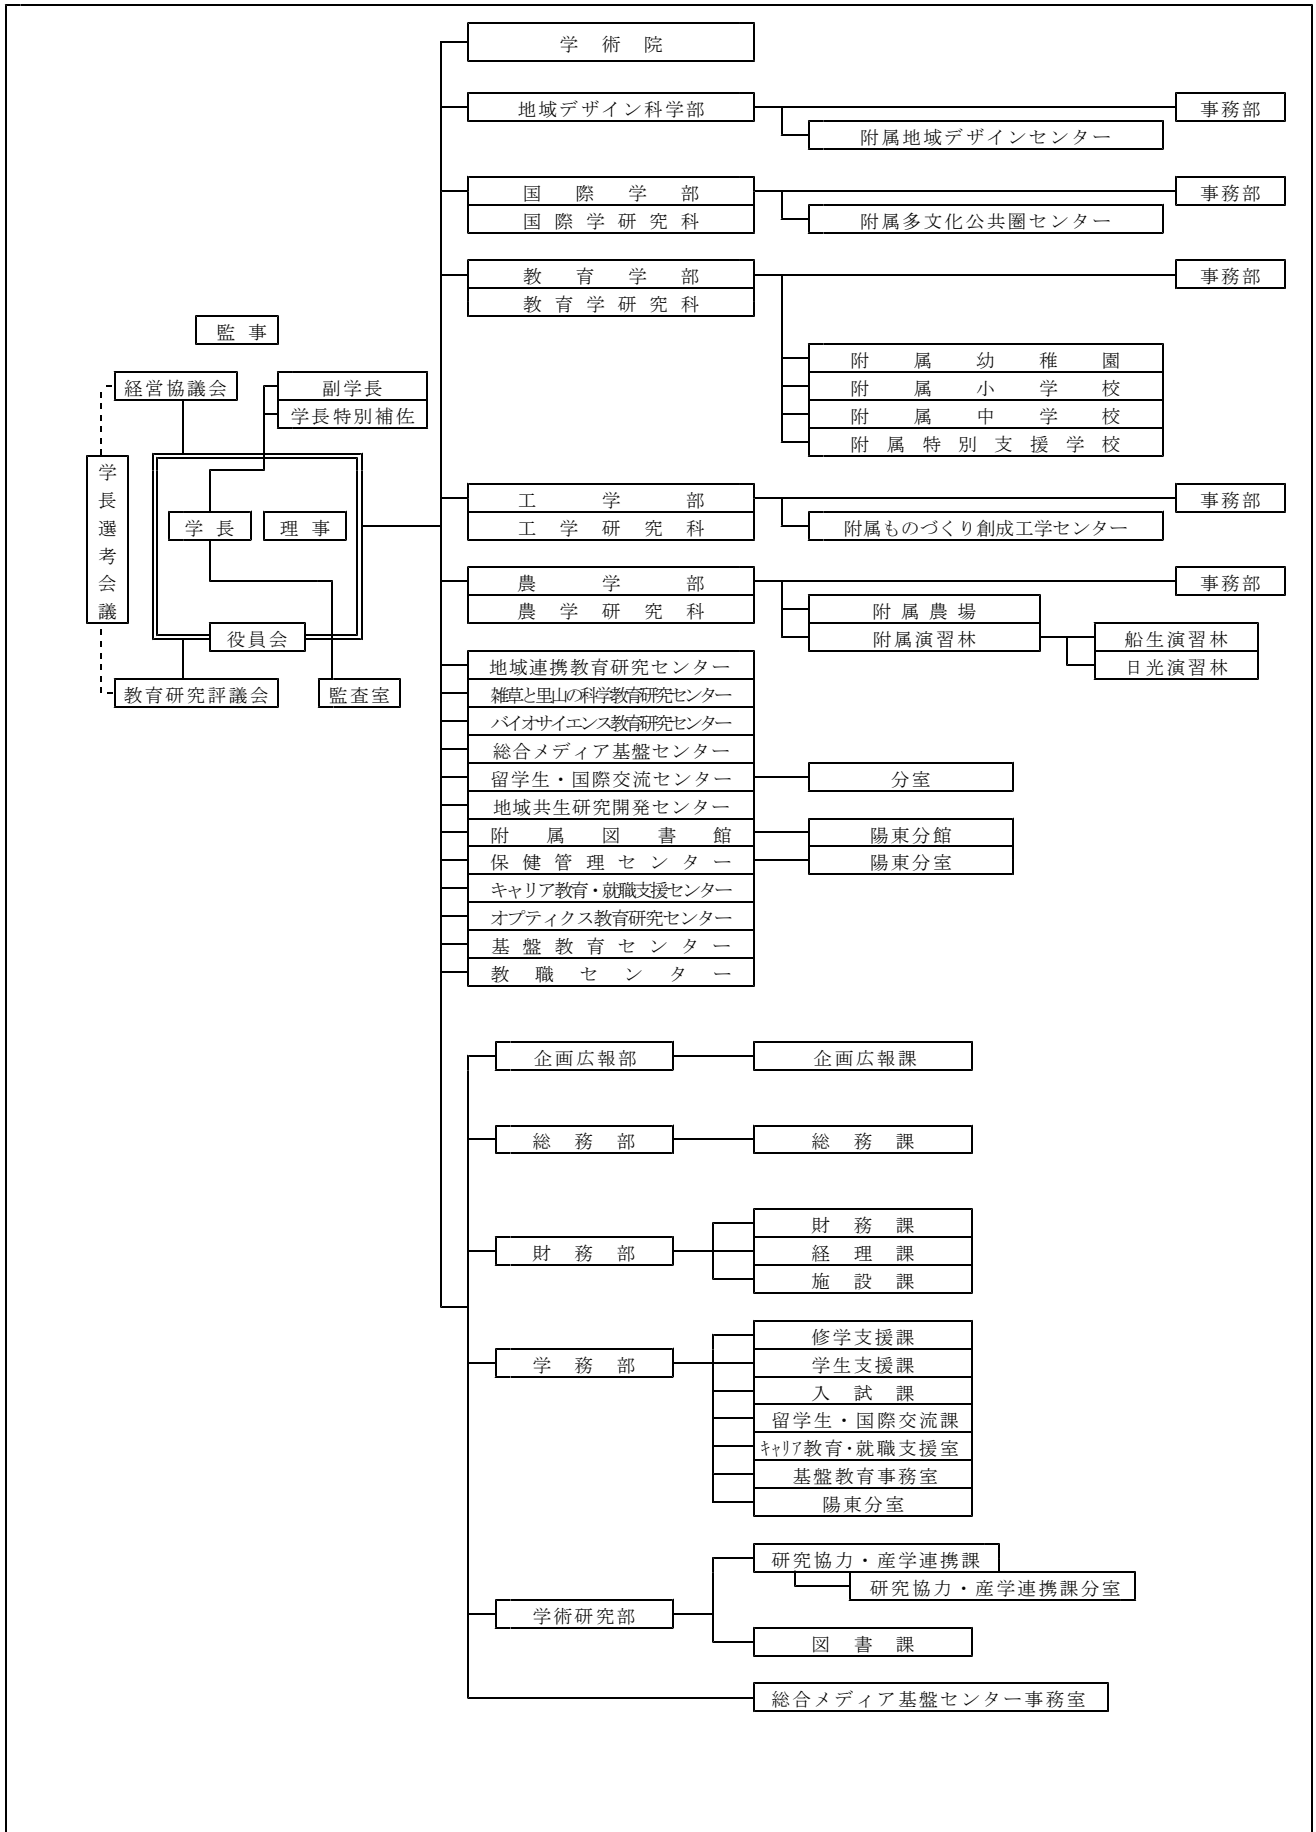 学術院
地域デザイン科学部
事務部
附属地域デザインセンター
国際学部
事務部
国際学研究科
附属多文化公共圏センター
教育学部
事務部
教育学研究科
監事
附属幼稚園
経営協議会
副学長
附属小学校
学長特別補佐
附属中学校
附属特別支援学校
学長選考会議
工学部
事務部
学長
理事
工学研究科
附属ものづくり創成工学センター
農学部
事務部
農学研究科
附属農場
役員会
附属演習林
船生演習林
地域連携教育研究センター
日光演習林
教育研究評議会
監査室
雑草と里山の科学教育研究センター
バイオサイエンス教育研究センター
総合メディア基盤センター
留学生・国際交流センター
分室
地域共生研究開発センター
附属図書館
陽東分館
保健管理センター
陽東分室
キャリア教育・就職支援センター
オプティクス教育研究センター
基盤教育センター
教職センター
企画広報部
企画広報課
総務部
総務課
財務課
財務部
経理課
施設課
修学支援課
学務部
学生支援課
入試課
留学生・国際交流課
ｷｬﾘｱ教育・就職支援室
基盤教育事務室
陽東分室
研究協力・産学連携課
研究協力・産学連携課分室
学術研究部
図書課
総合メディア基盤センター事務室